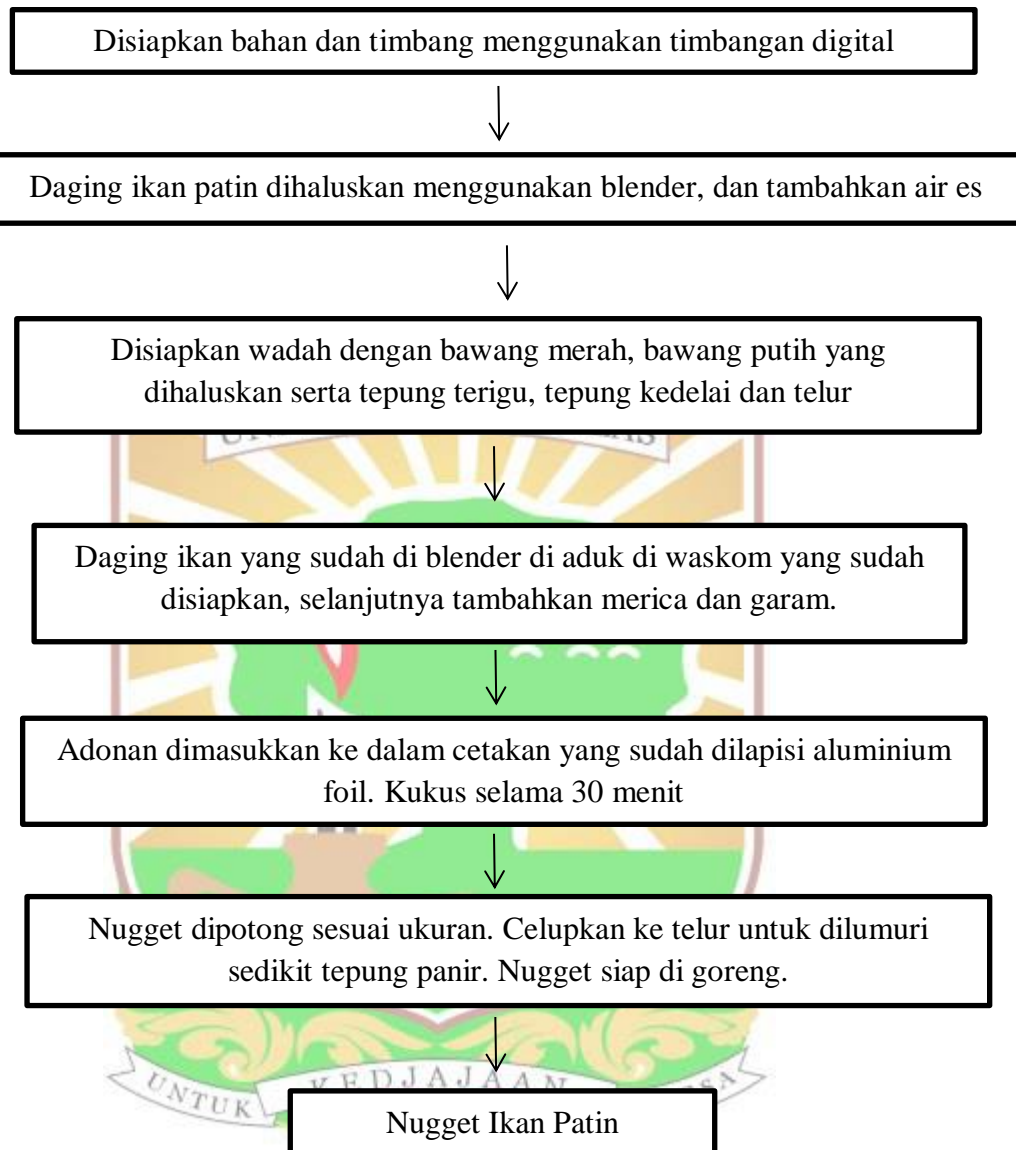 Disiapkan bahan dan timbang menggunakan timbangan digital
Daging ikan patin dihaluskan menggunakan blender, dan tambahkan air es
Disiapkan wadah dengan bawang merah, bawang putih yang
dihaluskan serta tepung terigu, tepung kedelai dan telur
Daging ikan yang sudah di blender di aduk di waskom yang sudah
disiapkan, selanjutnya tambahkan merica dan garam.
Adonan dimasukkan ke dalam cetakan yang sudah dilapisi aluminium
foil. Kukus selama 30 menit
Nugget dipotong sesuai ukuran. Celupkan ke telur untuk dilumuri
sedikit tepung panir. Nugget siap di goreng.
UNTUK KEDJAJAAN
Nugget Ikan Patin